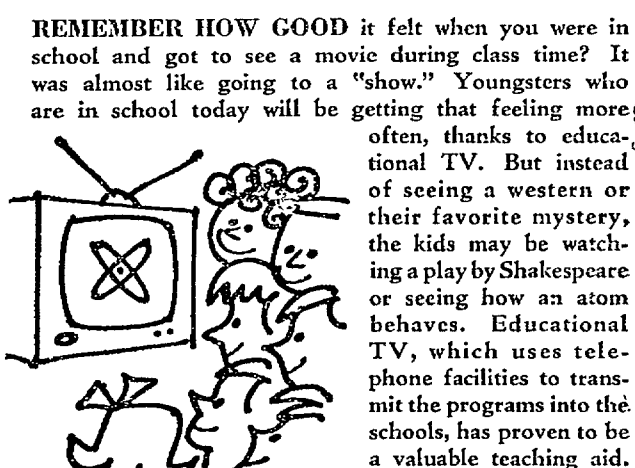 REMEMBER HOW GOOD it felt when you were in
school and got to see a movie during class time? It
was almost like going to a "show." Youngsters who
are in school today will be getting that feeling more
often, thanks to educa-
tional TV. But instead
of seeing a western or
their favorite mystery,
the kids may be watch-
ing a play by Shakespeare
or seeing how an atom
behaves. Educational
TV, which uses tele-
phone facilities to trans-
mit the programs into the
schools, has proven to be
a valuable teaching aid.